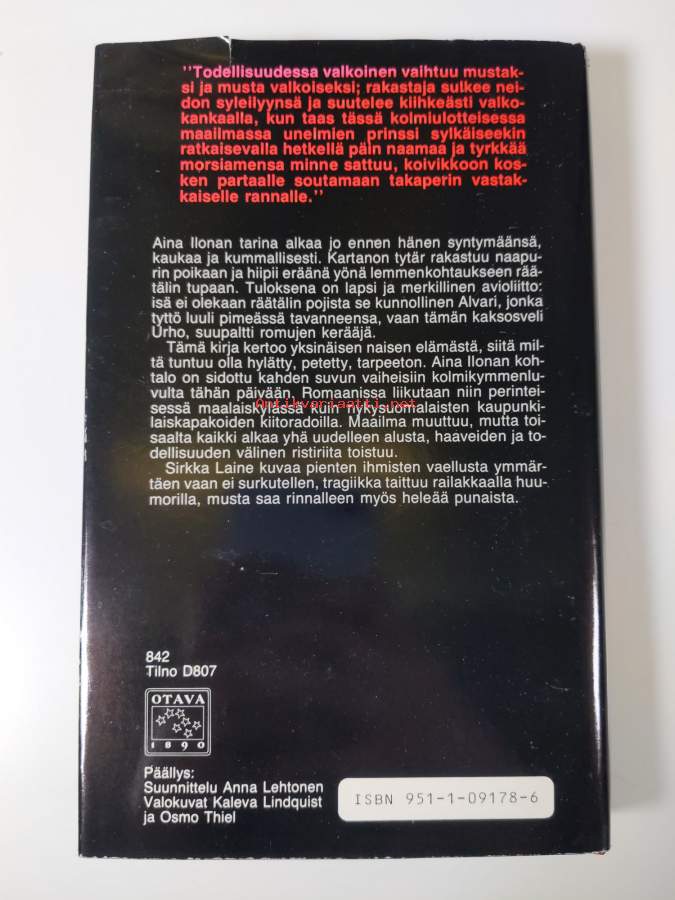 "Todellisuudessa valkoinen vaihtuu mustak-
si ja musta valkoiseksi; rakastaja sulkee nei-
don syleilyynsä ja suutelee kiihkeästi valko-
kankaalla, kun taas tässä kolmiulotteisessa
maailmassa unelmien prinssi sylkäiseekin
ratkaisevalla hetkellä päin naamaa ja tyrkkää
morsiamensa minne sattuu, koivikkoon kos-
ken partaalle soutamaan takaperin vastak-
kaiselle rannalle."
Aina Ilonan tarina alkaa jo ennen hänen syntymäänsä,
kaukaa ja kummallisesti. Kartanon tytär rakastuu naapu-
rin poikaan ja hiipii eräänä yönä lemmenkohtaukseen rää-
tälin tupaan. Tuloksena on lapsi ja merkillinen avioliitto:
isä ei olekaan räätälin pojista se kunnollinen Alvari, jonka
tyttö luuli pimeässä tavanneensa, vaan tämän kaksosveli
Urho, suupaltti romujen kerääjä.
Tämä kirja kertoo yksinäisen naisen elämästä, siitä mil-
tä tuntuu olla hylätty, petetty, tarpeeton. Aina Ilonan koh-
talo on sidottu kahden suvun vaiheisiin kolmikymmenlu-
vulta tähän päivään. Romaanissa liikutaan niin perintei-
sessä maalaiskylässä kuin nykysuomalaisten kaupunki-
laiskapakoiden kiitoradoilla. Maailma muuttuu, mutta toi-
saalta kaikki alkaa yhä uudelleen alusta, haaveiden ja to-
dellisuuden välinen ristiriita toistuu.
Sirkka Laine kuvaa pienten ihmisten vaellusta ymmär-
täen vaan ei surkutellen, tragiikka taittuu railakkaalla huu-
morilla, musta saa rinnalleen myös heleää punaista.
Antikvariaatti.net
842
Tilno D807
OTAVA
1890
Päällys:
Suunnittelu Anna Lehtonen
Valokuvat Kaleva Lindquist
ja Osmo Thiel
ISBN 951-1-09178-6